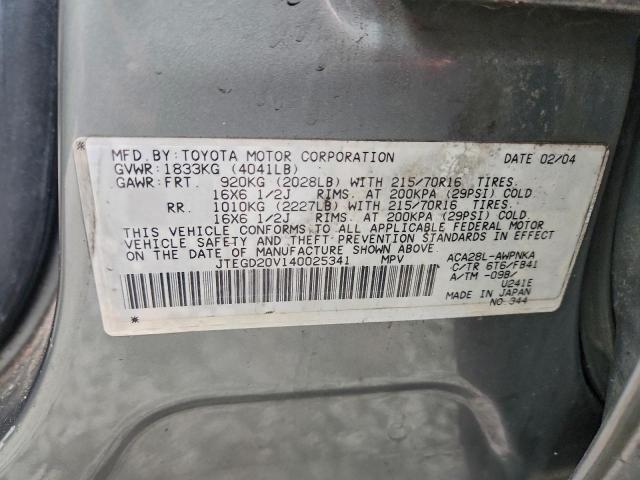 MFD. BY: TOYOTA MOTOR CORPORATION DATE 02/04
GVWR: 1833KG (4041LB)
GAWR: FRT. 920KG (2028LB) WITH 215/70R16 TIRES,
16X6 1/2J RIMS, AT 200KPA (29PSI) COLD
RR. 1010KG (2227LB) WITH 215/70R16 TIRES,
16X6 1/2J RIMS, AT 200KPA (29PSI) COLD
THIS VEHICLE CONFORMS TO ALL APPLICABLE FEDERAL MOTOR
VEHICLE SAFETY AND THEFT PREVENTION STANDARDS IN EFFECT
ON THE DATE OF MANUFACTURE SHOWN ABOVE.
JTEGD20V140025341 MPV
ACA28L-AWPNKA
C/TR 6T6/FB41
A/TM -09B/
U241E
MADE IN JAPAN
NO 344